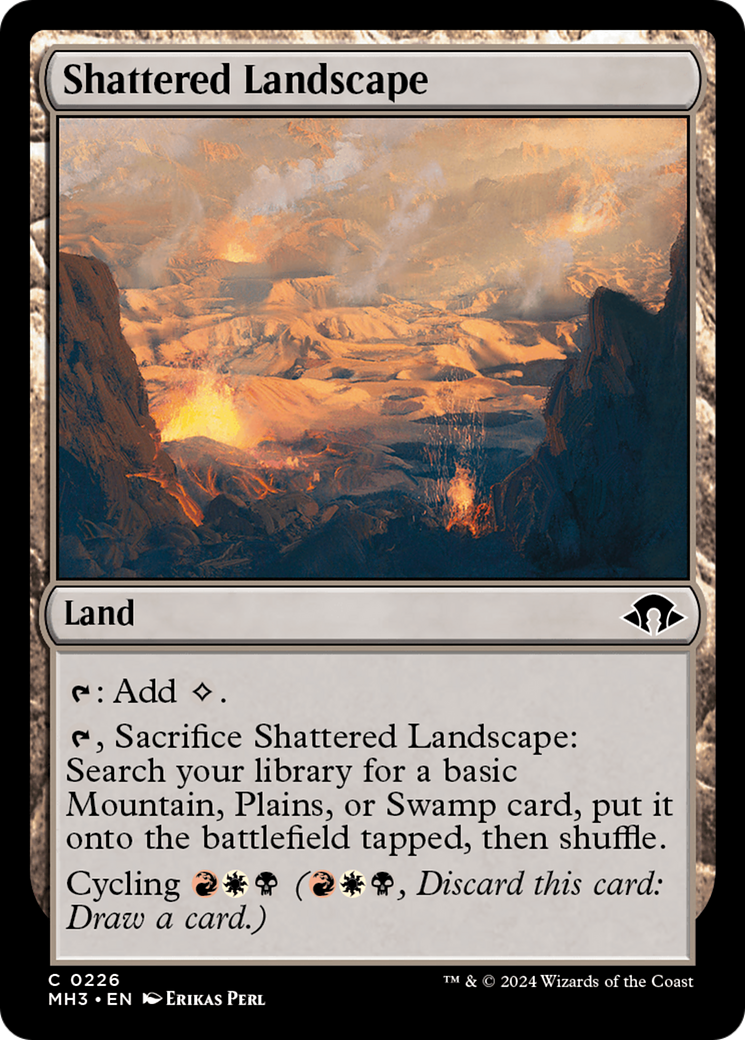 Shattered Landscape
Land
: Add .
, Sacrifice Shattered Landscape:
Search your library for a basic
Mountain, Plains, or Swamp card, put it
onto the battlefield tapped, then shuffle.
Cycling (, Discard this card:
Draw a card.)
C 0226
MH3 • EN Erikas Perl
™ & © 2024 Wizards of the Coast